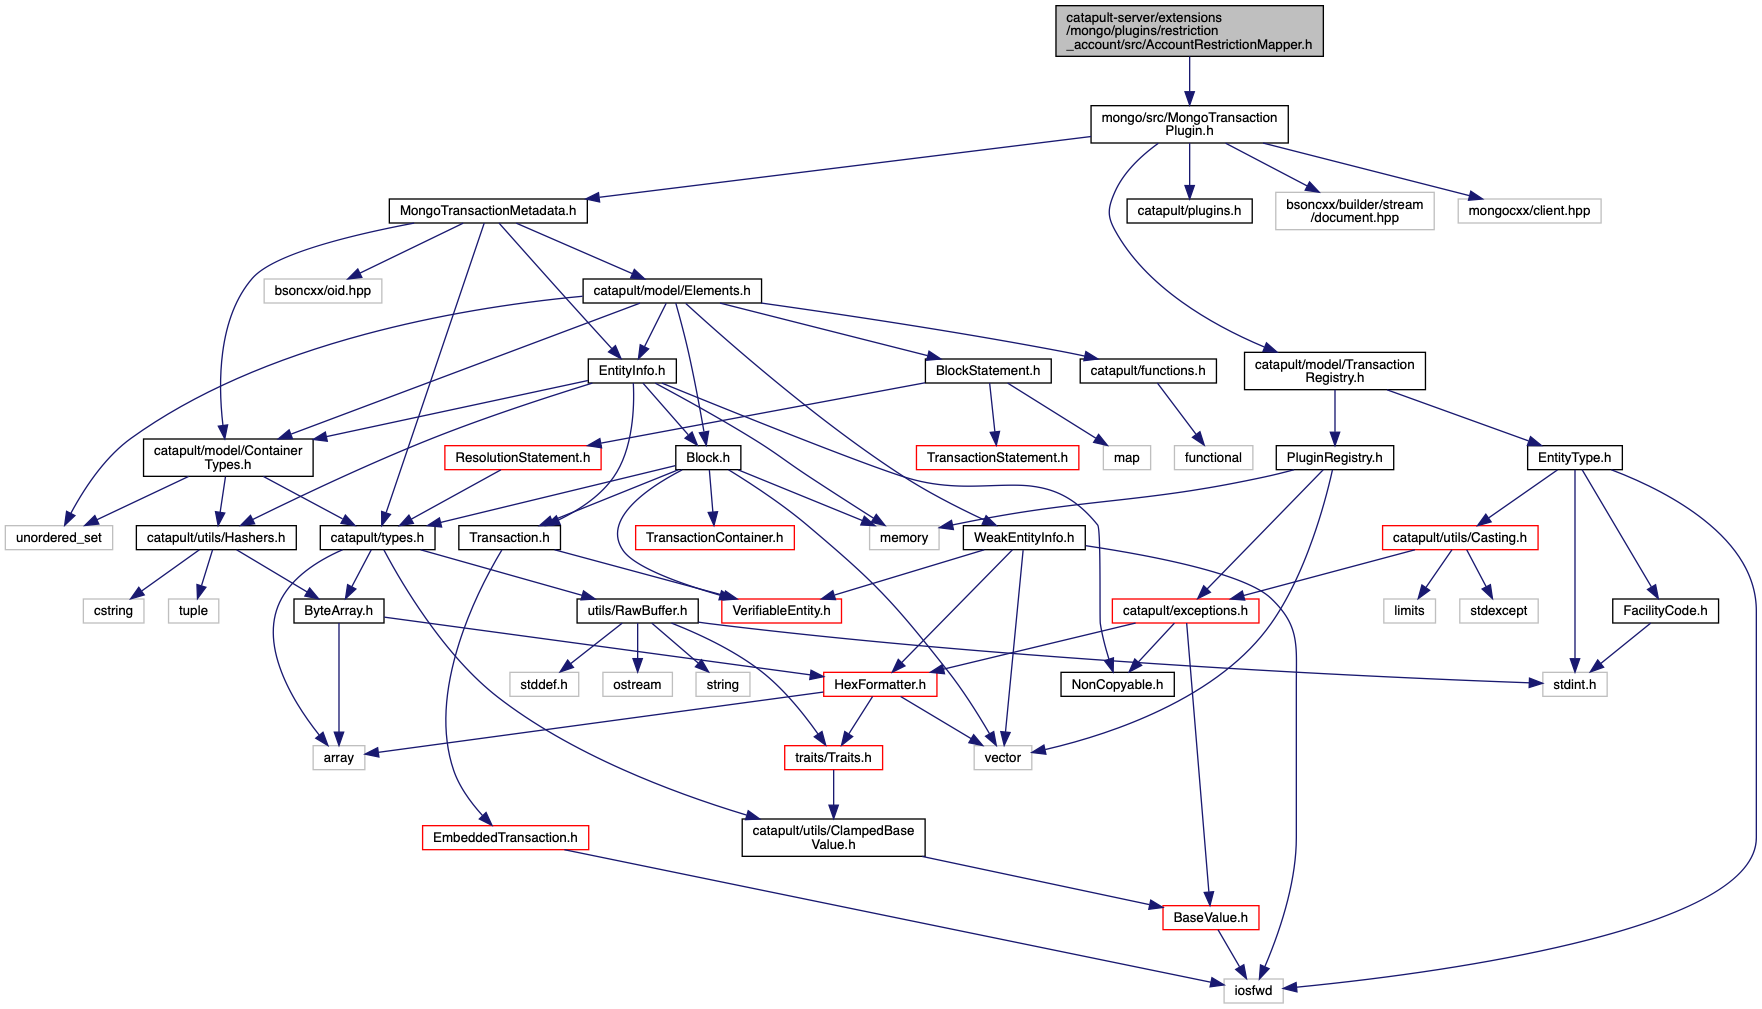 catapult-server/extensions
/mongo/plugins/restriction
_account/src/AccountRestrictionMapper.h
mongo/src/MongoTransaction
Plugin.h
MongoTransactionMetadata.h
catapult/plugins.h
bsoncxx/builder/stream
/document.hpp
mongocxx/client.hpp
bsoncxx/oid.hpp
catapult/model/Elements.h
EntityInfo.h
BlockStatement.h
catapult/functions.h
catapult/model/Transaction
Registry.h
catapult/model/Container
Types.h
ResolutionStatement.h
Block.h
TransactionStatement.h
map
functional
PluginRegistry.h
EntityType.h
unordered_set
catapult/utils/Hashers.h
catapult/types.h
Transaction.h
TransactionContainer.h
memory
WeakEntityInfo.h
catapult/utils/Casting.h
cstring
tuple
ByteArray.h
utils/RawBuffer.h
VerifiableEntity.h
catapult/exceptions.h
limits
stdexcept
FacilityCode.h
stddef.h
ostream
string
HexFormatter.h
NonCopyable.h
stdint.h
array
traits/Traits.h
vector
EmbeddedTransaction.h
catapult/utils/ClampedBase
Value.h
BaseValue.h
iosfwd